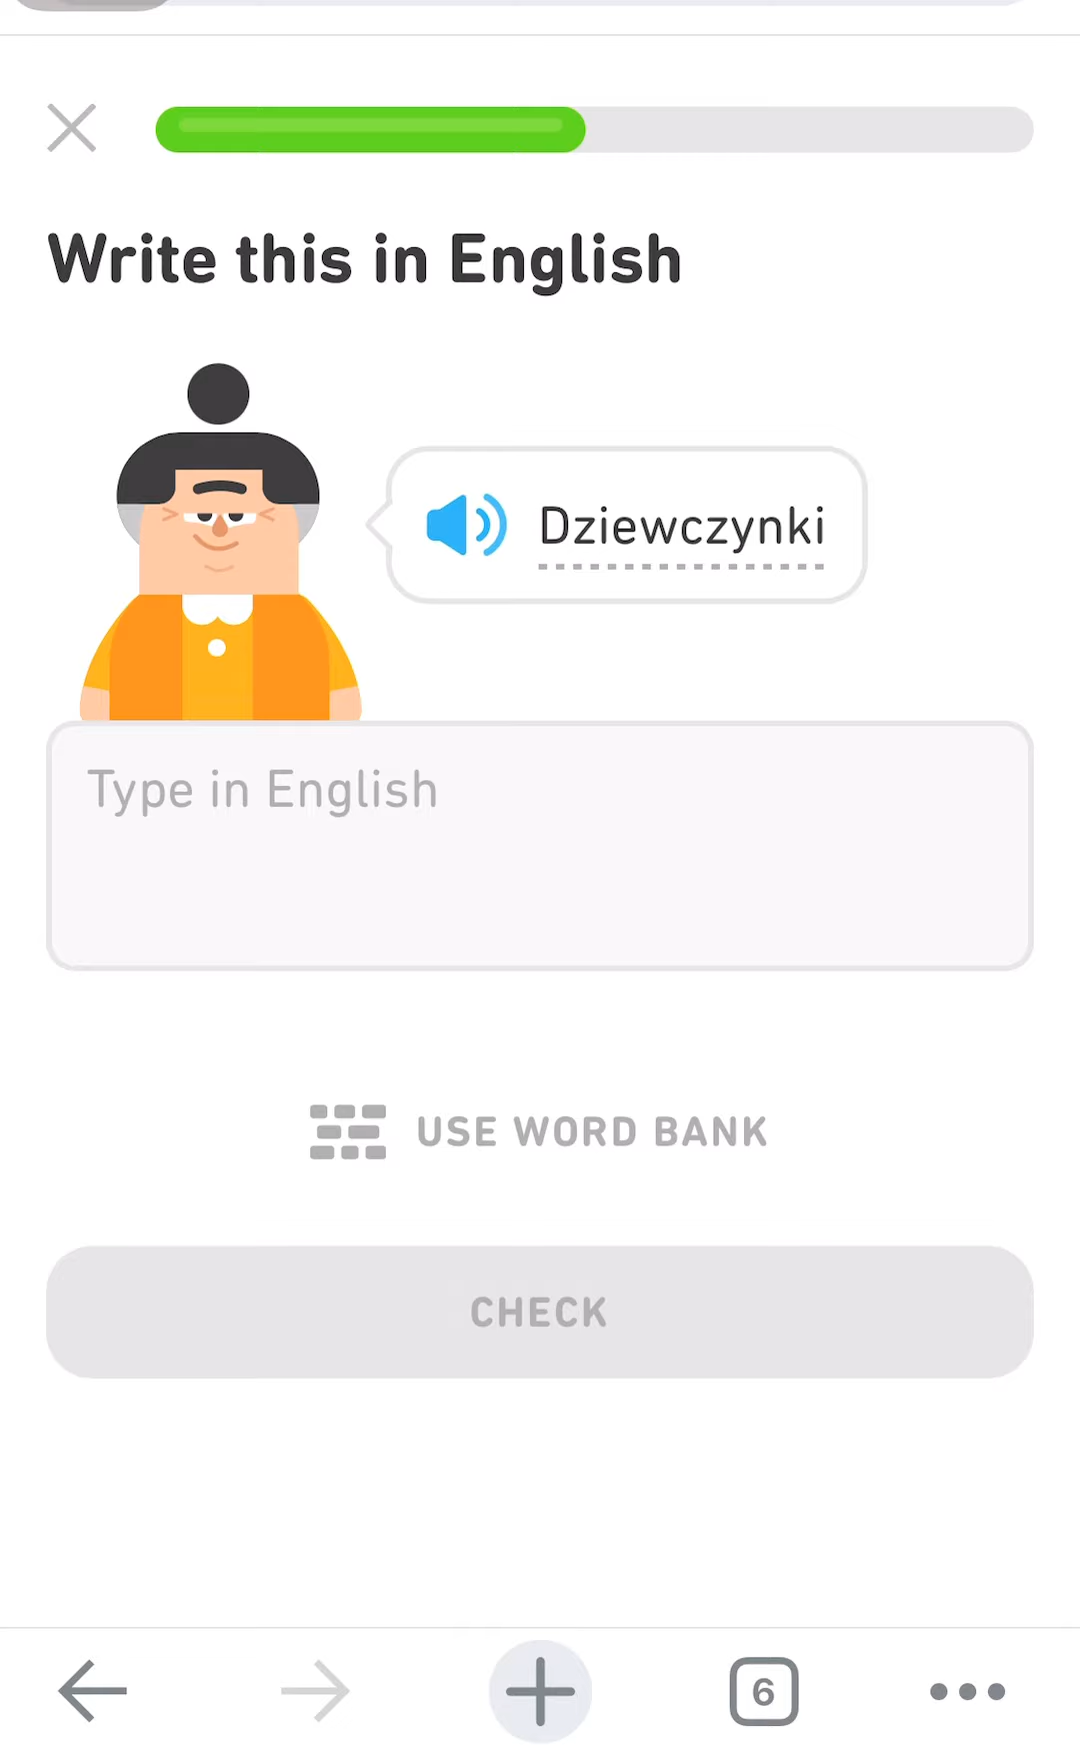 Write this in English
Dziewczynki
Type in English
USE WORD BANK
CHECK
6